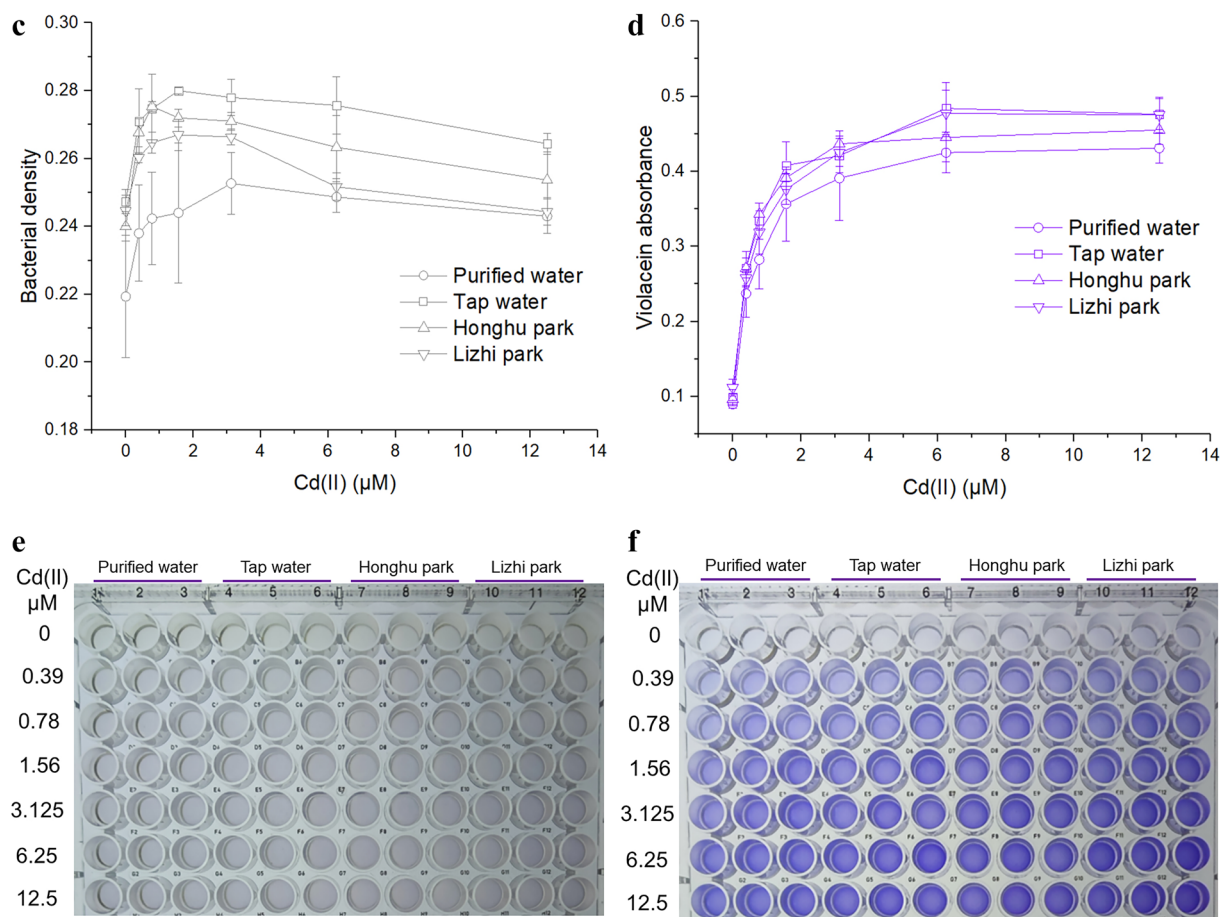 c
0.30
0.28
0.26
0.24
0.22
0.20
0.18
Bacterial density
0 2 4 6 8 10 12 14
Cd(II) (µM)
Purified water
Tap water
Honghu park
Lizhi park
d
0.6
0.5
0.4
0.3
0.2
0.1
Violacein absorbance
0 2 4 6 8 10 12 14
Cd(II) (µM)
Purified water
Tap water
Honghu park
Lizhi park
e
Purified water Tap water Honghu park Lizhi park
Cd(II)
µM
1 2 3 4 5 6 7 8 9 10 11 12
0
0.39
0.78
1.56
3.125
6.25
12.5
f
Purified water Tap water Honghu park Lizhi park
Cd(II)
µM
1 2 3 4 5 6 7 8 9 10 11 12
0
0.39
0.78
1.56
3.125
6.25
12.5